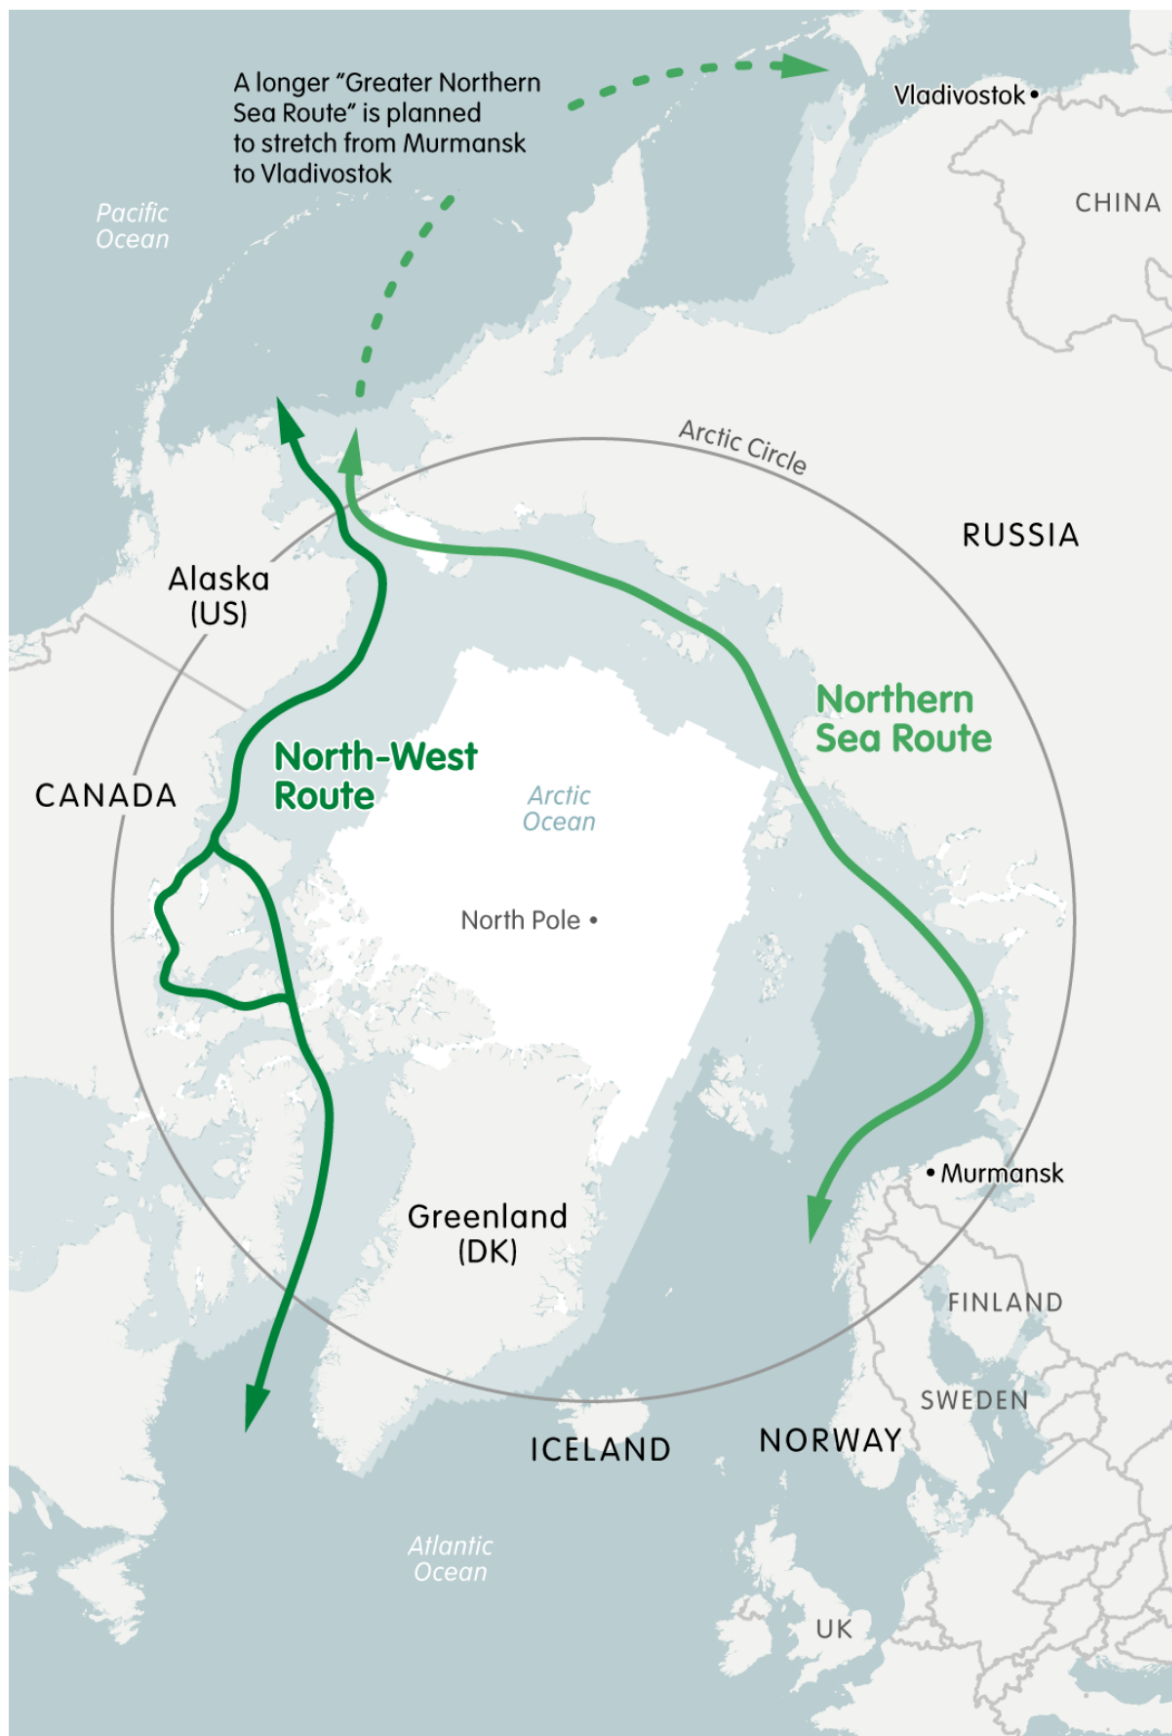 A longer “Greater Northern
Sea Route” is planned
to stretch from Murmansk
to Vladivostok
Vladivostok
CHINA
Pacific
Ocean
Arctic Circle
RUSSIA
Alaska
(US)
Northern
Sea Route
North-West
Route
CANADA
Arctic
Ocean
North Pole
Murmansk
Greenland
(DK)
FINLAND
SWEDEN
NORWAY
ICELAND
Atlantic
Ocean
UK